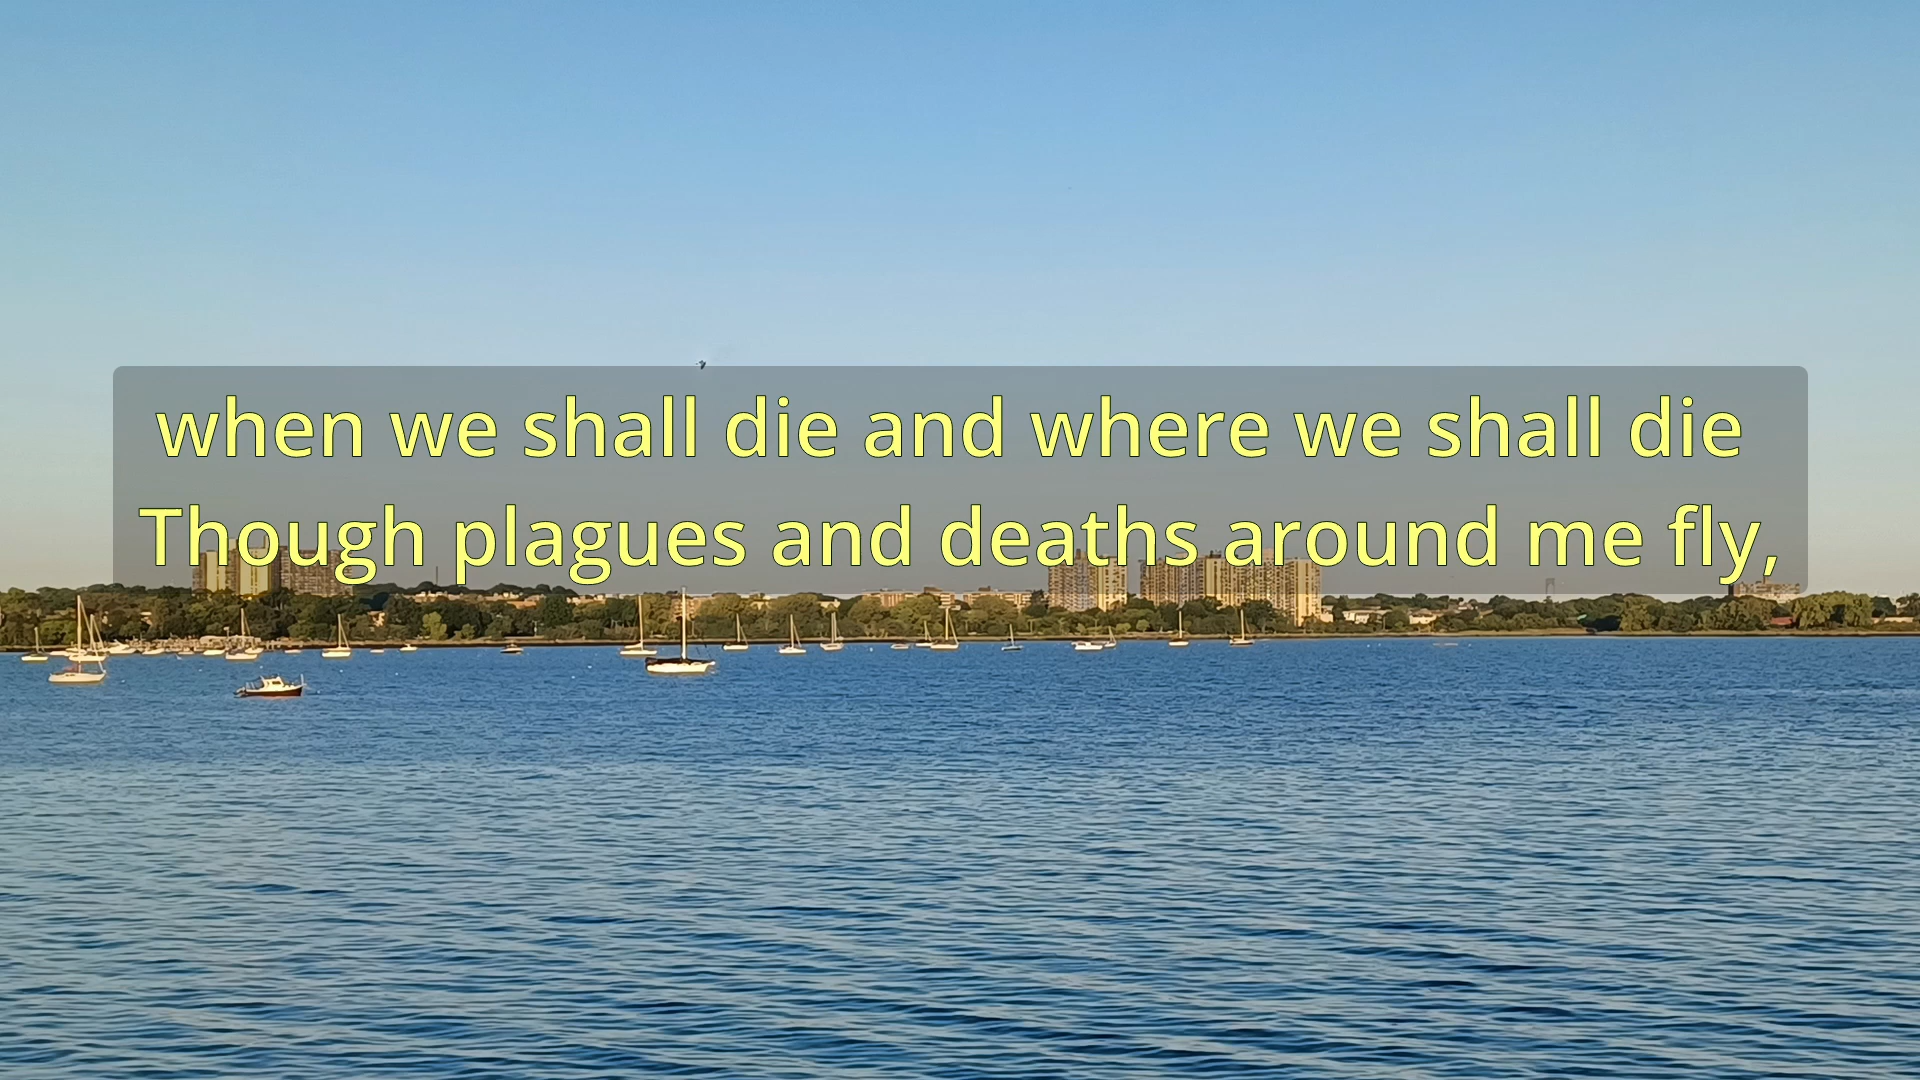 when we shall die and where we shall die
Though plagues and deaths around me fly,